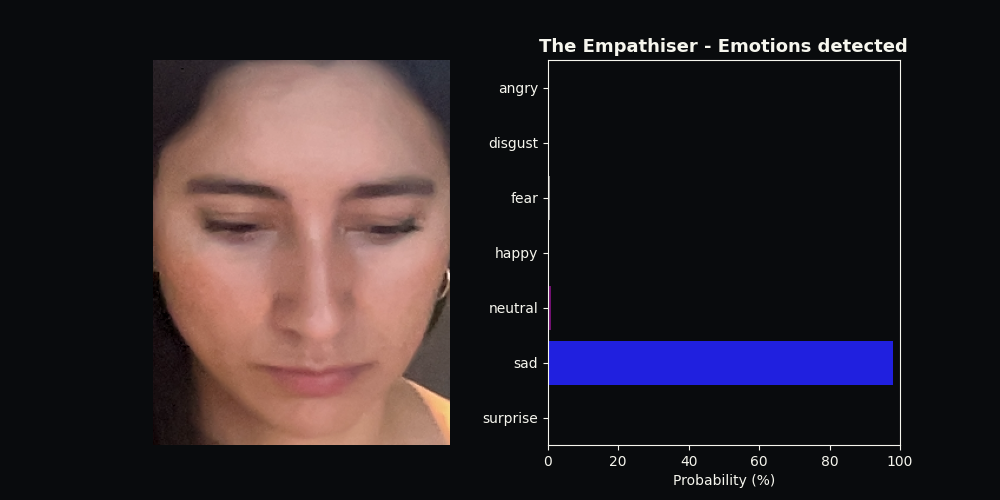 The Empathiser - Emotions detected
angry
disgust
fear
happy
neutral
sad
surprise
0 20 40 60 80 100
Probability (%)